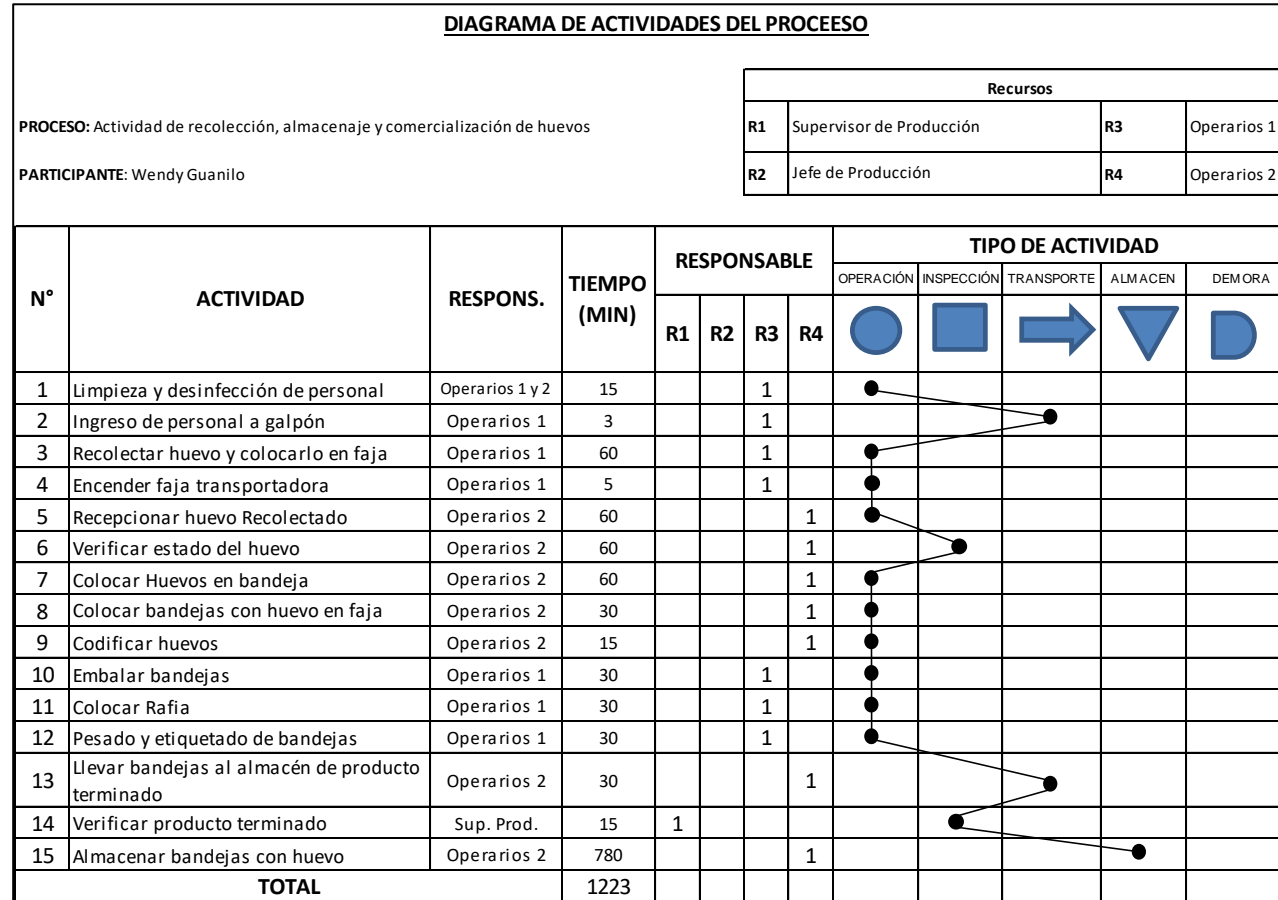 DIAGRAMA DE ACTIVIDADES DEL PROCEESO
Recursos
PROCESO: Actividad de recolección, almacenaje y comercialización de huevos
R1 Supervisor de Producción R3 Operarios 1
PARTICIPANTE: Wendy Guanilo
R2 Jefe de Producción R4 Operarios 2
N° ACTIVIDAD RESPONS. TIEMPO (MIN) RESPONSABLE TIPO DE ACTIVIDAD
OPERACIÓN INSPECCIÓN TRANSPORTE ALMACEN DEMORA
R1 R2 R3 R4
1 Limpieza y desinfección de personal Operarios 1 y 2 15 1
2 Ingreso de personal a galpón Operarios 1 3 1
3 Recolectar huevo y colocarlo en faja Operarios 1 60 1
4 Encender faja transportadora Operarios 1 5 1
5 Recepcionar huevo Recolectado Operarios 2 60 1
6 Verificar estado del huevo Operarios 2 60 1
7 Colocar Huevos en bandeja Operarios 2 60 1
8 Colocar bandejas con huevo en faja Operarios 2 30 1
9 Codificar huevos Operarios 2 15 1
10 Embalar bandejas Operarios 1 30 1
11 Colocar Rafia Operarios 1 30 1
12 Pesado y etiquetado de bandejas Operarios 1 30 1
13 Llevar bandejas al almacén de producto
terminado Operarios 2 30 1
14 Verificar producto terminado Sup. Prod. 15 1
15 Almacenar bandejas con huevo Operarios 2 780 1
TOTAL 1223